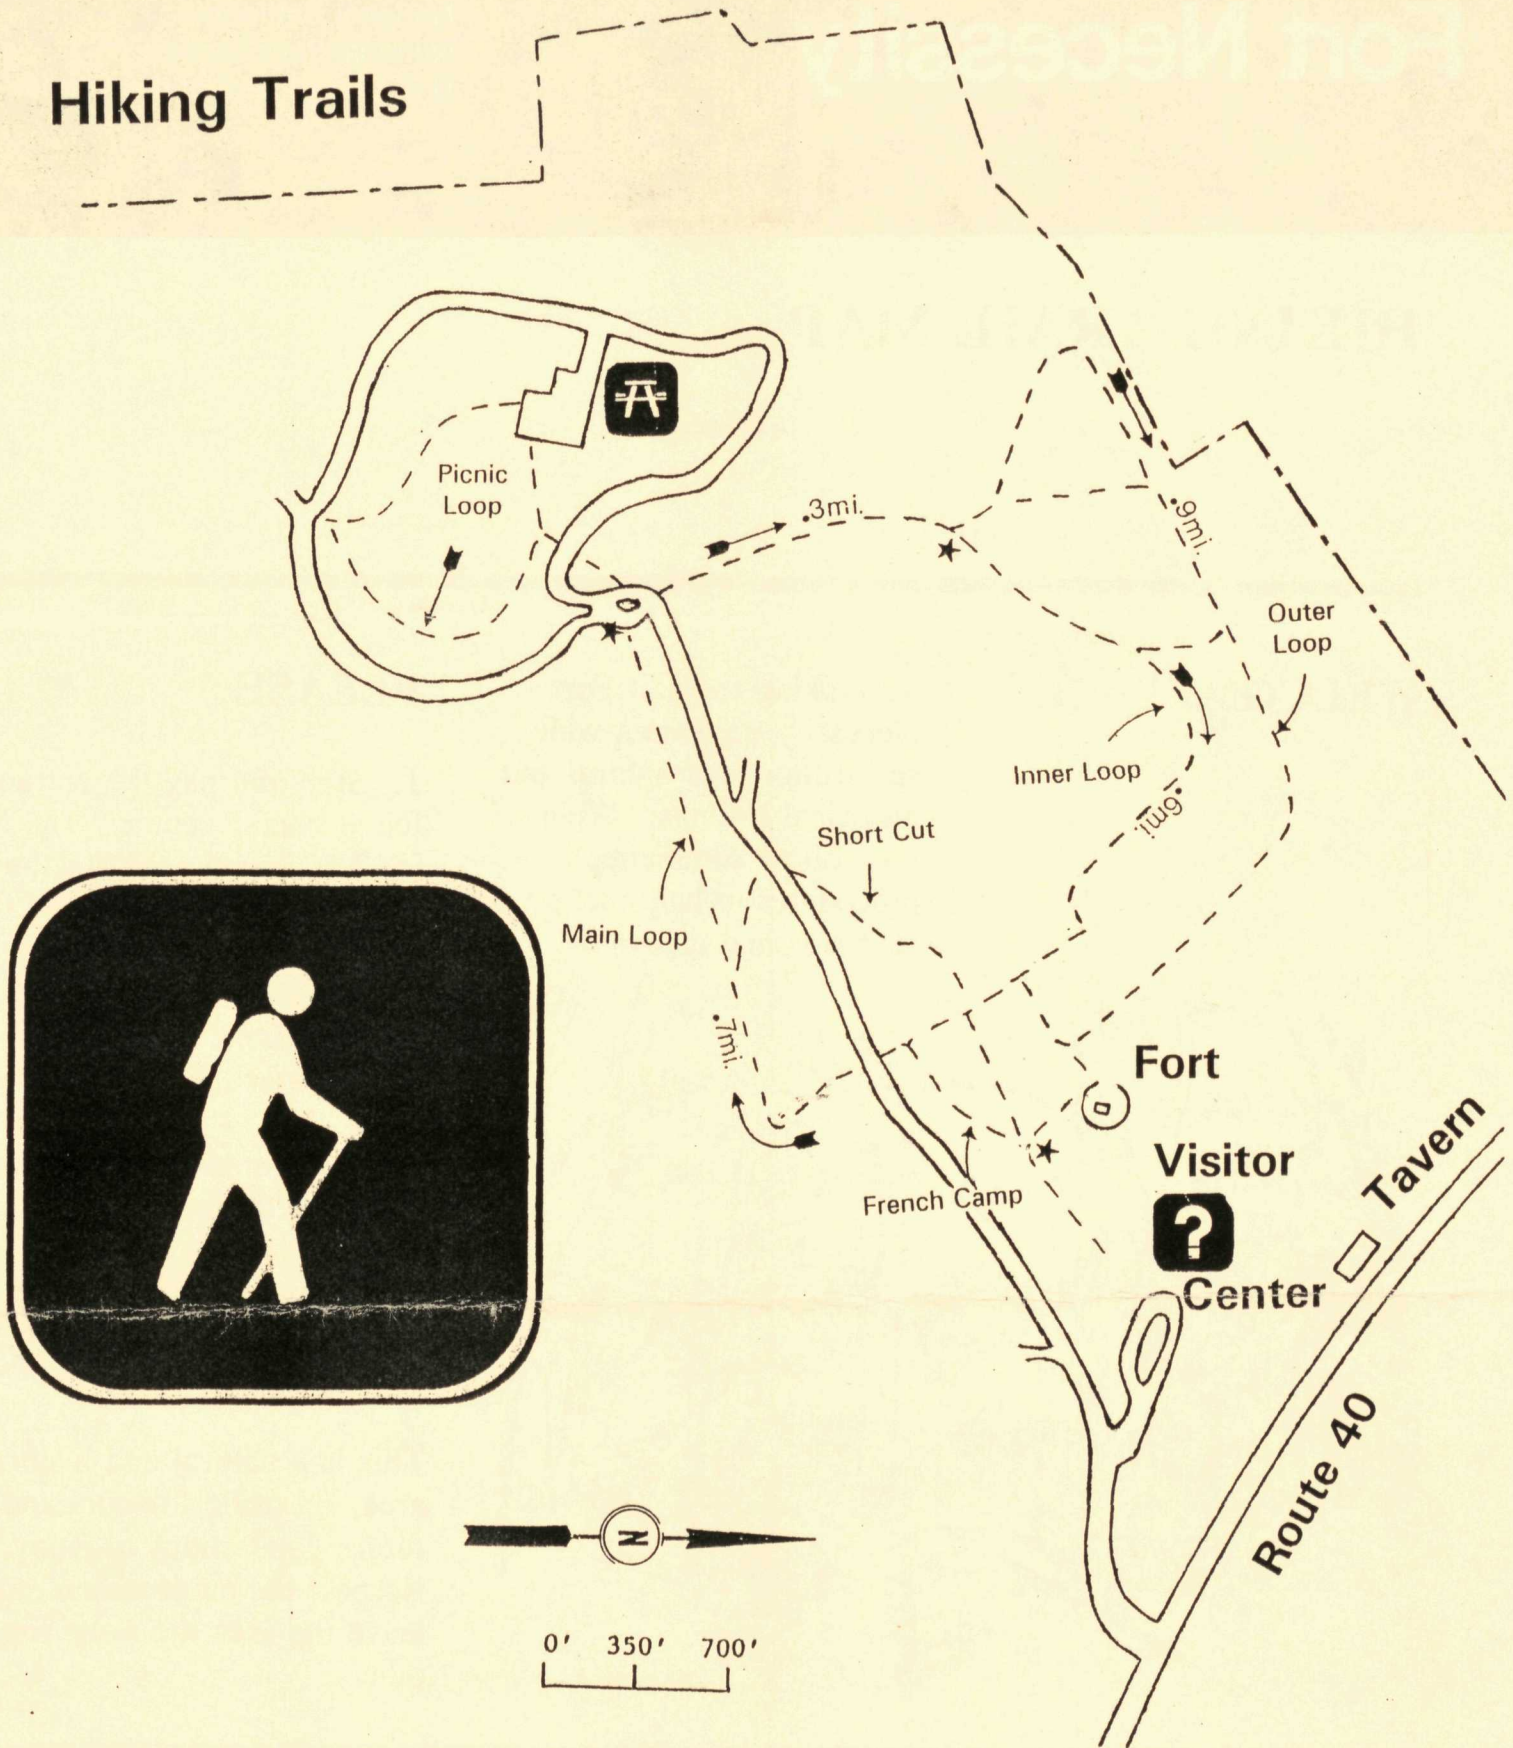 Hiking Trails
Picnic
Loop
.3mi.
.9mi.
Outer
Loop
Inner Loop
.6mi.
Short Cut
Main Loop
.7mi.
Fort
French Camp
Visitor
?
Center
Tavern
Route 40
N
0' 350' 700'